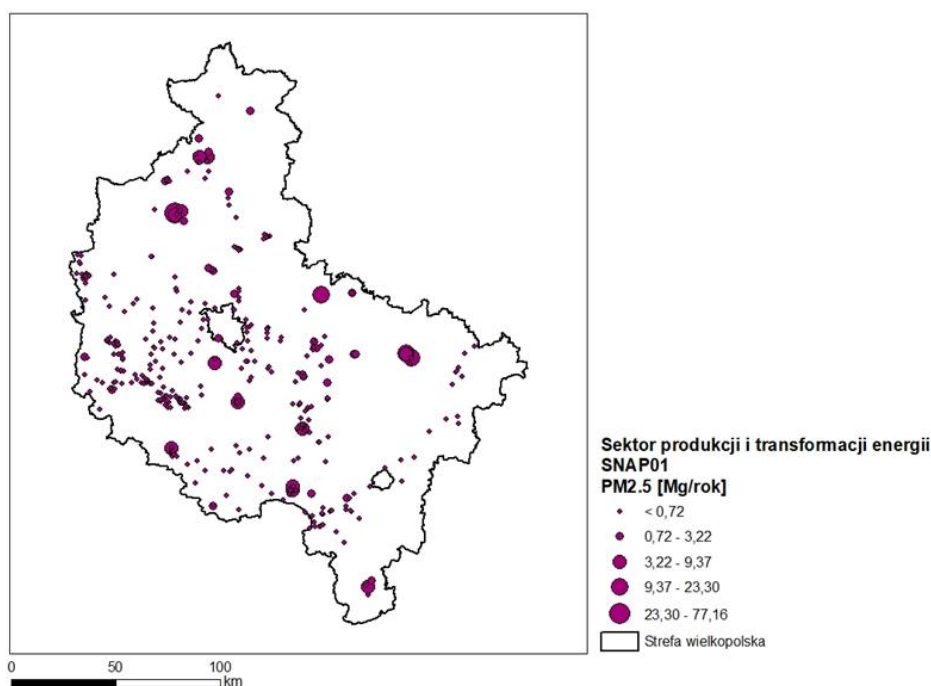 Sektor produkcji i transformacji energii
SNAP01
PM2.5 [Mg/rok]
< 0,72
0,72 - 3,22
3,22 - 9,37
9,37 - 23,30
23,30 - 77,16
Strefa wielkopolska
0 50 100
km